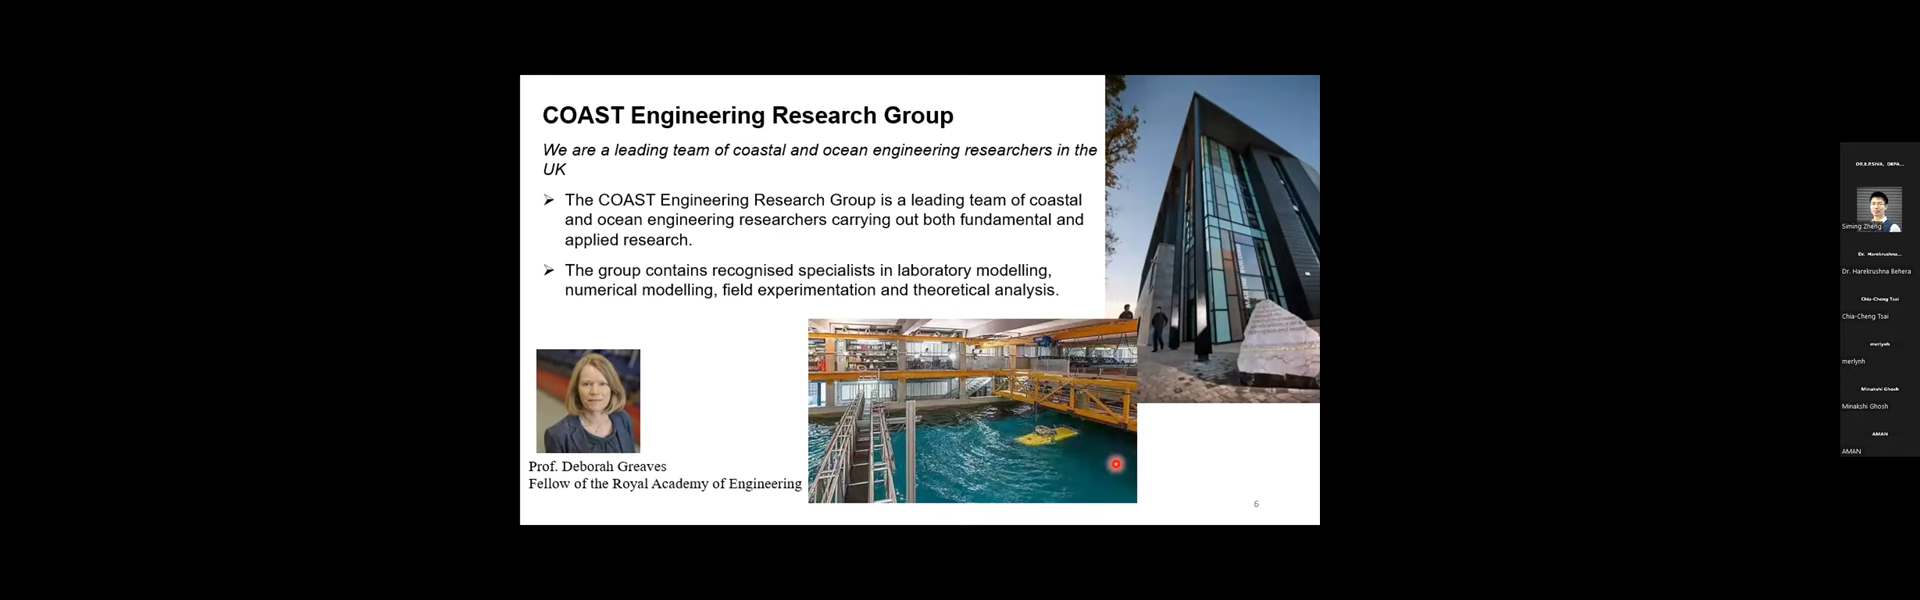 COAST Engineering Research Group
We are a leading team of coastal and ocean engineering researchers in the
UK
➢ The COAST Engineering Research Group is a leading team of coastal
and ocean engineering researchers carrying out both fundamental and
applied research.
➢ The group contains recognised specialists in laboratory modelling,
numerical modelling, field experimentation and theoretical analysis.
Prof. Deborah Greaves
Fellow of the Royal Academy of Engineering
6
Siming Zheng
Dr. Harekrushna...
Dr. Harekrushna Behera
Chia-Cheng Tsai
Chia-Cheng Tsai
merlynh
merlynh
Minakshi Ghosh
Minakshi Ghosh
AMAN
AMAN